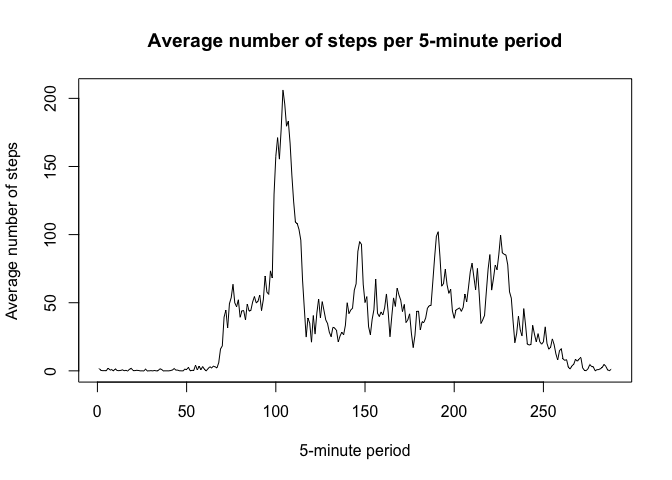 Average number of steps per 5-minute period
Average number of steps
200
150
100
50
0
0 50 100 150 200 250
5-minute period